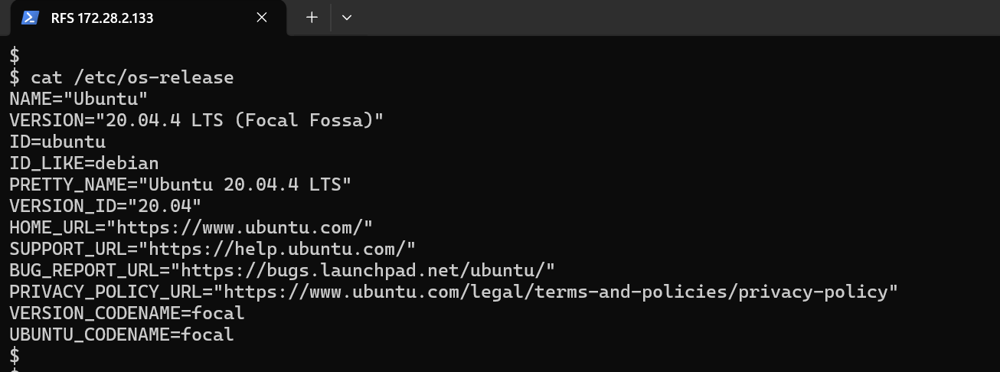 RFS 172.28.2.133
$
$ cat /etc/os-release
NAME="Ubuntu"
VERSION="20.04.4 LTS (Focal Fossa)"
ID=ubuntu
ID_LIKE=debian
PRETTY_NAME="Ubuntu 20.04.4 LTS"
VERSION_ID="20.04"
HOME_URL="https://www.ubuntu.com/"
SUPPORT_URL="https://help.ubuntu.com/"
BUG_REPORT_URL="https://bugs.launchpad.net/ubuntu/"
PRIVACY_POLICY_URL="https://www.ubuntu.com/legal/terms-and-policies/privacy-policy"
VERSION_CODENAME=focal
UBUNTU_CODENAME=focal
$